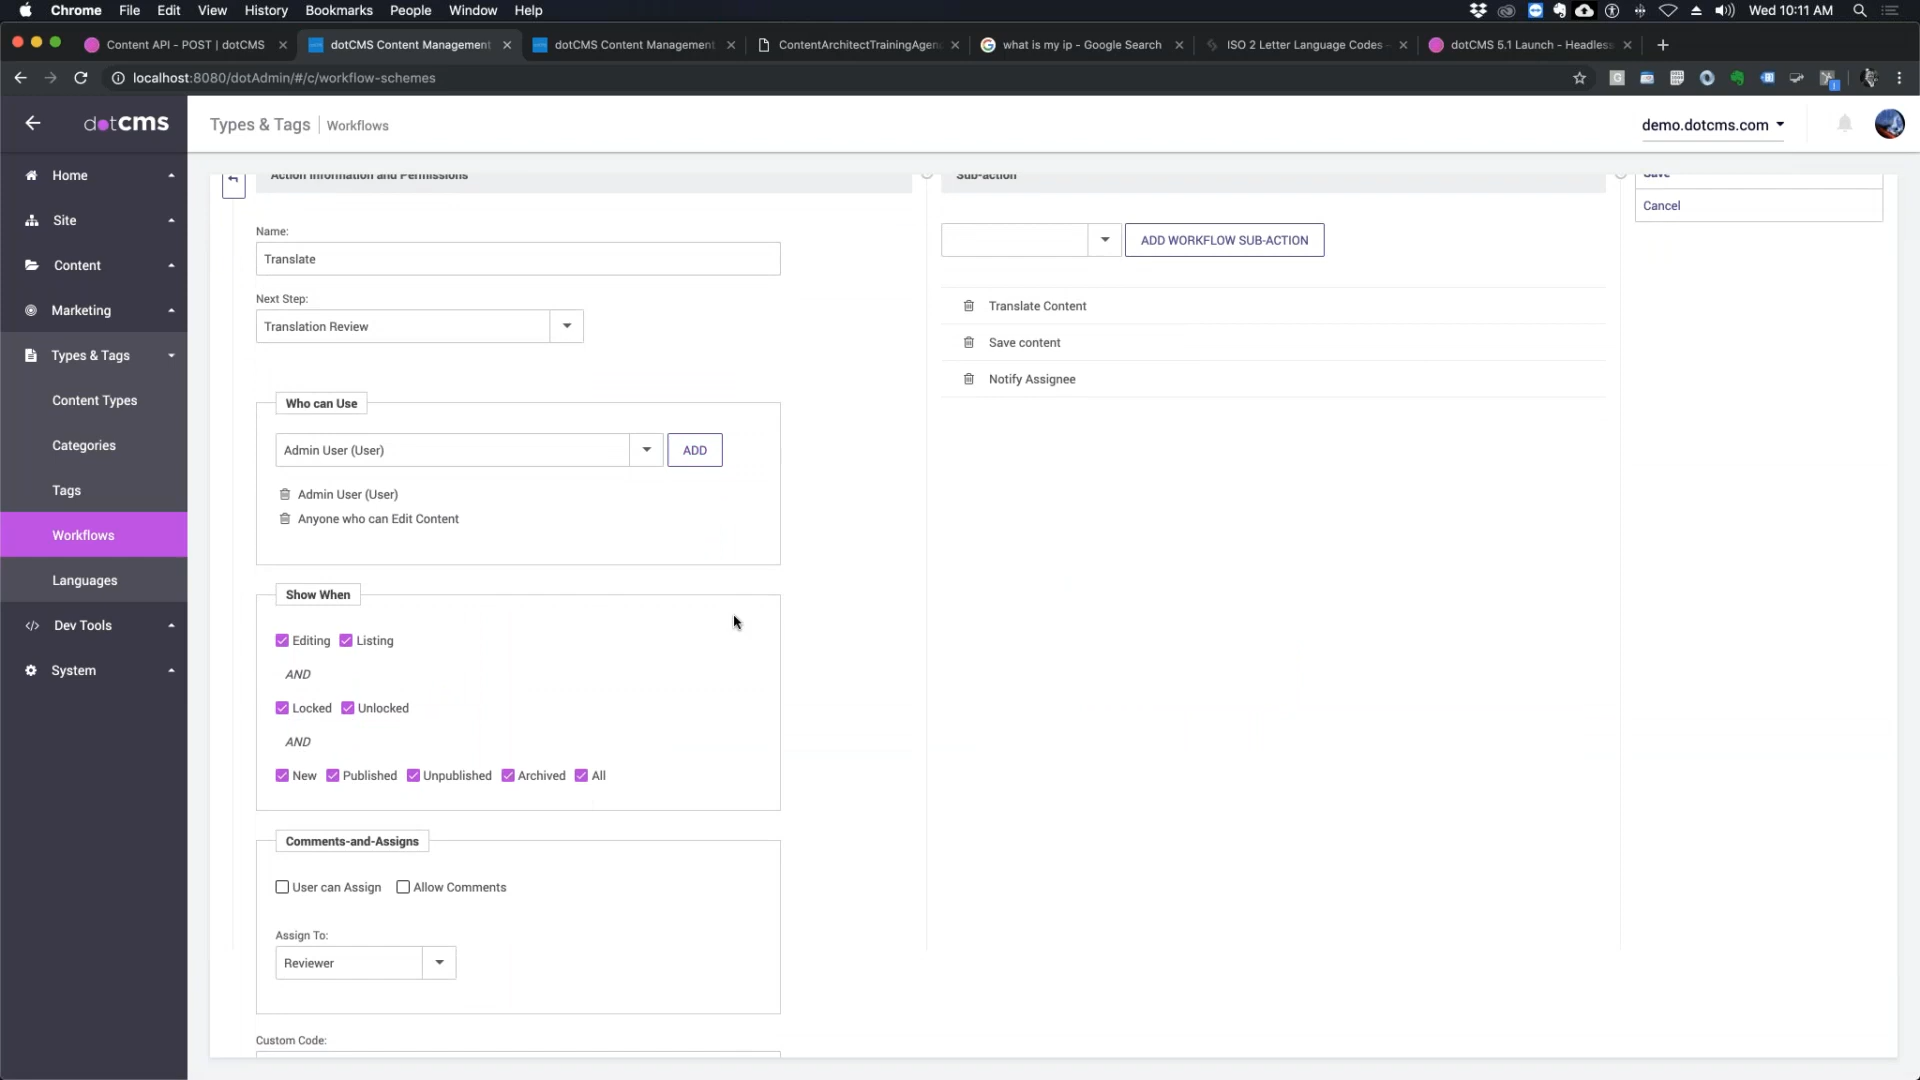 Chrome File Edit View History Bookmarks People Window Help Wed 10:11 AM
Content API - POST | dotCMS
dotCMS Content Management
dotCMS Content Management
ContentArchitectTrainingAgen
what is my ip - Google Search
ISO 2 Letter Language Codes -
dotCMS 5.1 Launch - Headless
localhost:8080/dotAdmin/#/c/workflow-schemes
dotCMS
Types & Tags | Workflows
demo.dotcms.com
Home
Site
Content
Marketing
Types & Tags
Content Types
Categories
Tags
Workflows
Languages
Dev Tools
System
Action Information and Permissions
Name:
Translate
Next Step:
Translation Review
Who can Use
Admin User (User)
ADD
Admin User (User)
Anyone who can Edit Content
Show When
Editing Listing
AND
Locked Unlocked
AND
New Published Unpublished Archived All
Comments-and-Assigns
User can Assign Allow Comments
Assign To:
Reviewer
Custom Code:
Sub-action
ADD WORKFLOW SUB-ACTION
Translate Content
Save content
Notify Assignee
Save
Cancel